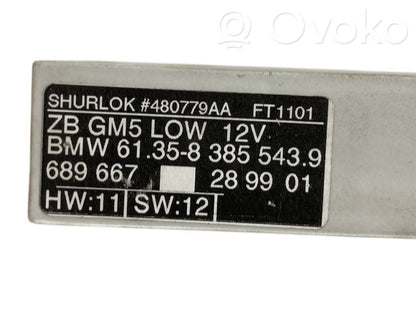 Ovoko
SHURLOK #480779AA FT1101
ZB GM5 LOW 12V
BMW 61.35-8 385 543.9
689 667 28 99 01
HW:11 SW:12